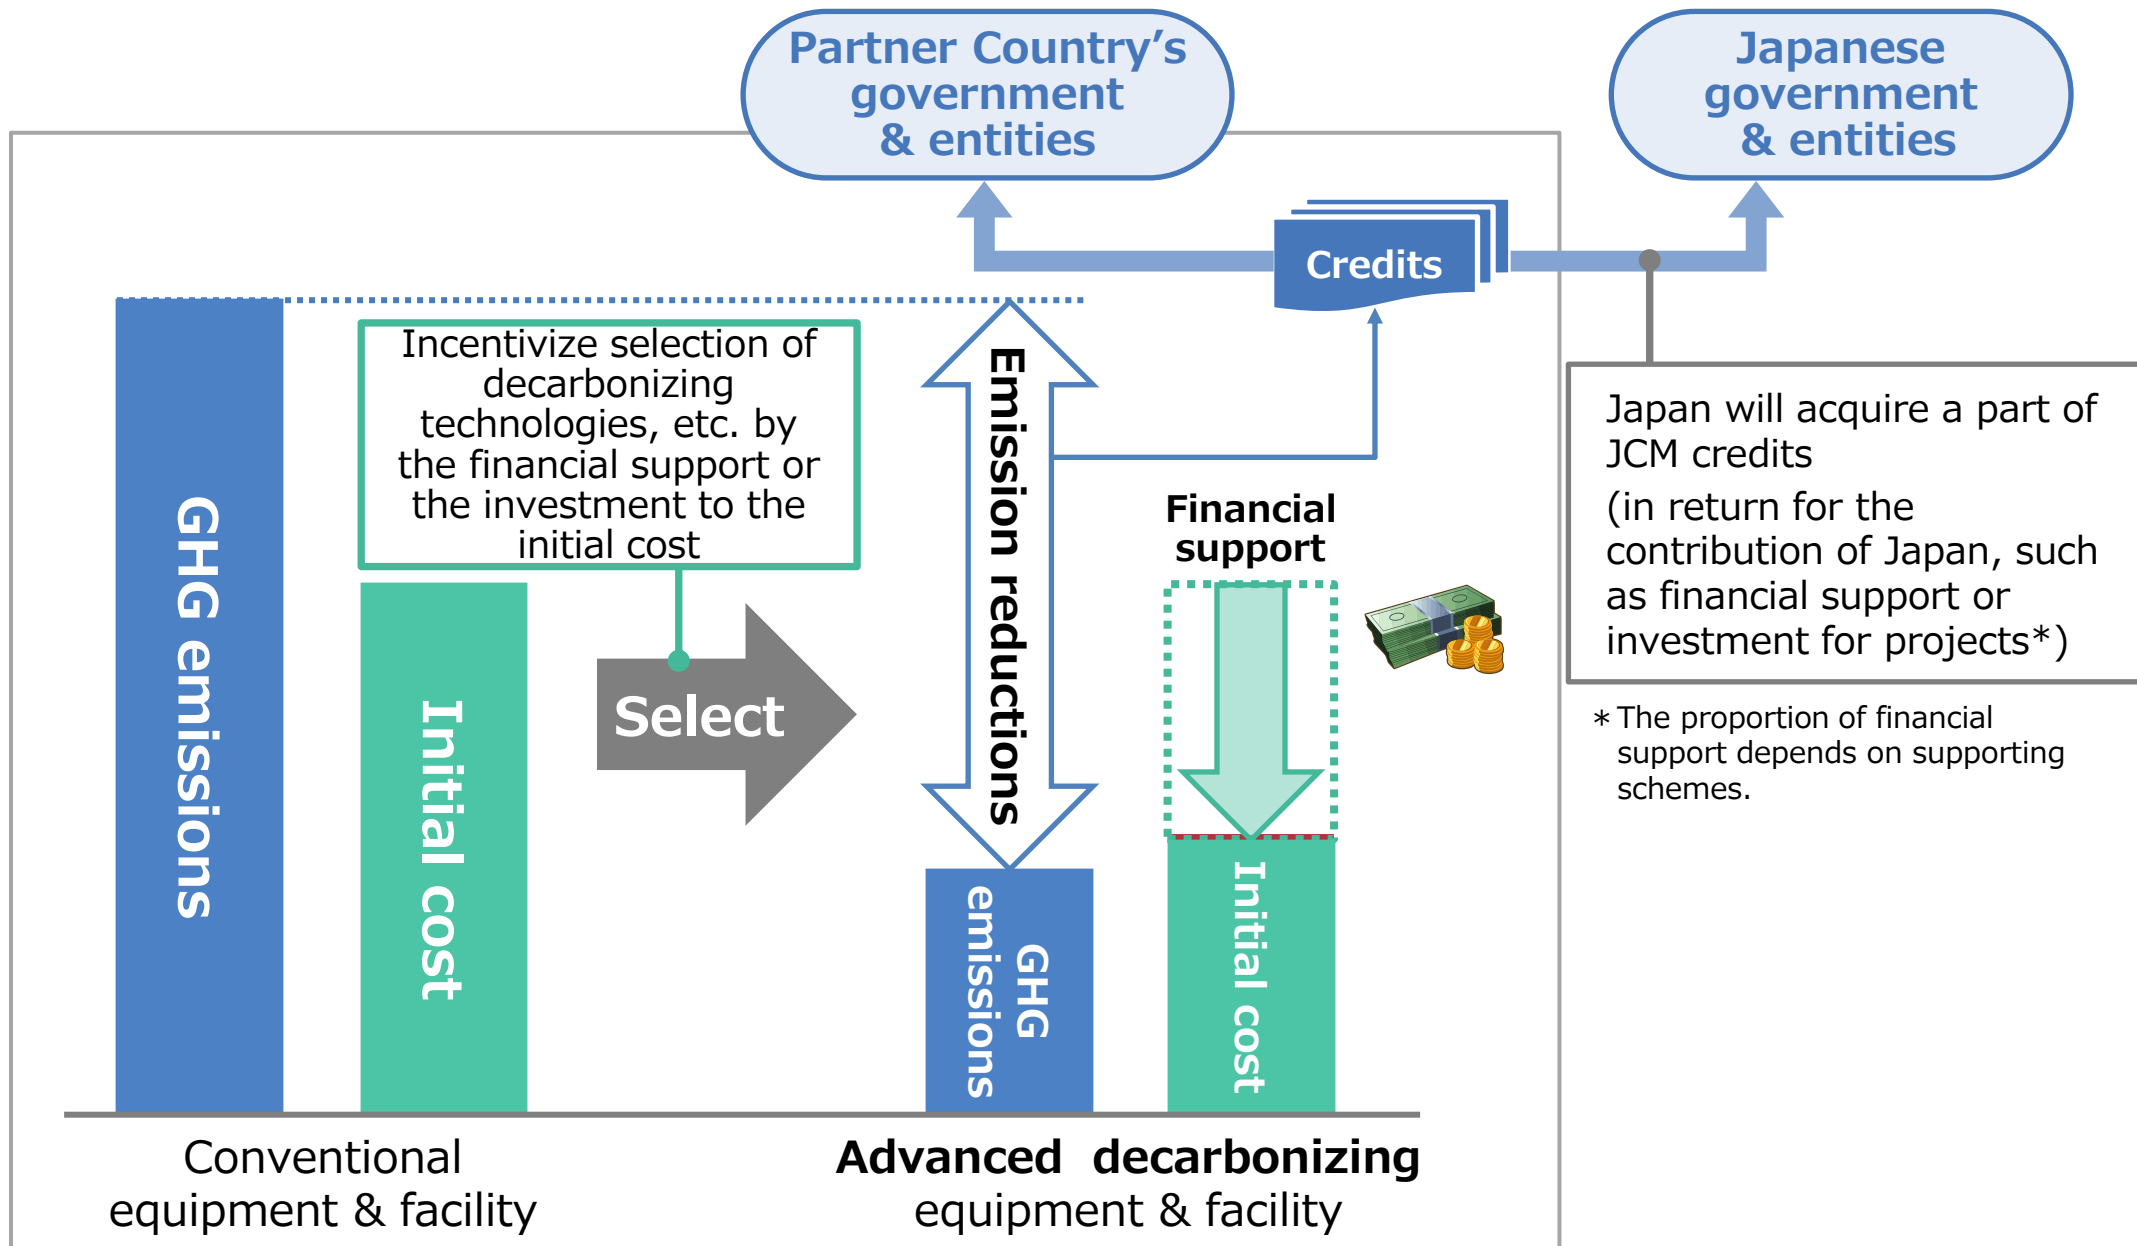 Partner Country's
government
& entities
Japanese
government
& entities
Credits
Incentivize selection of
decarbonizing
technologies, etc. by
the financial support or
the investment to the
initial cost
GHG emissions
Initial cost
Select
Emission reductions
Financial
support
GHG
emissions
Initial cost
Japan will acquire a part of
JCM credits
(in return for the
contribution of Japan, such
as financial support or
investment for projects*)
* The proportion of financial
support depends on supporting
schemes.
Conventional
equipment & facility
Advanced decarbonizing
equipment & facility